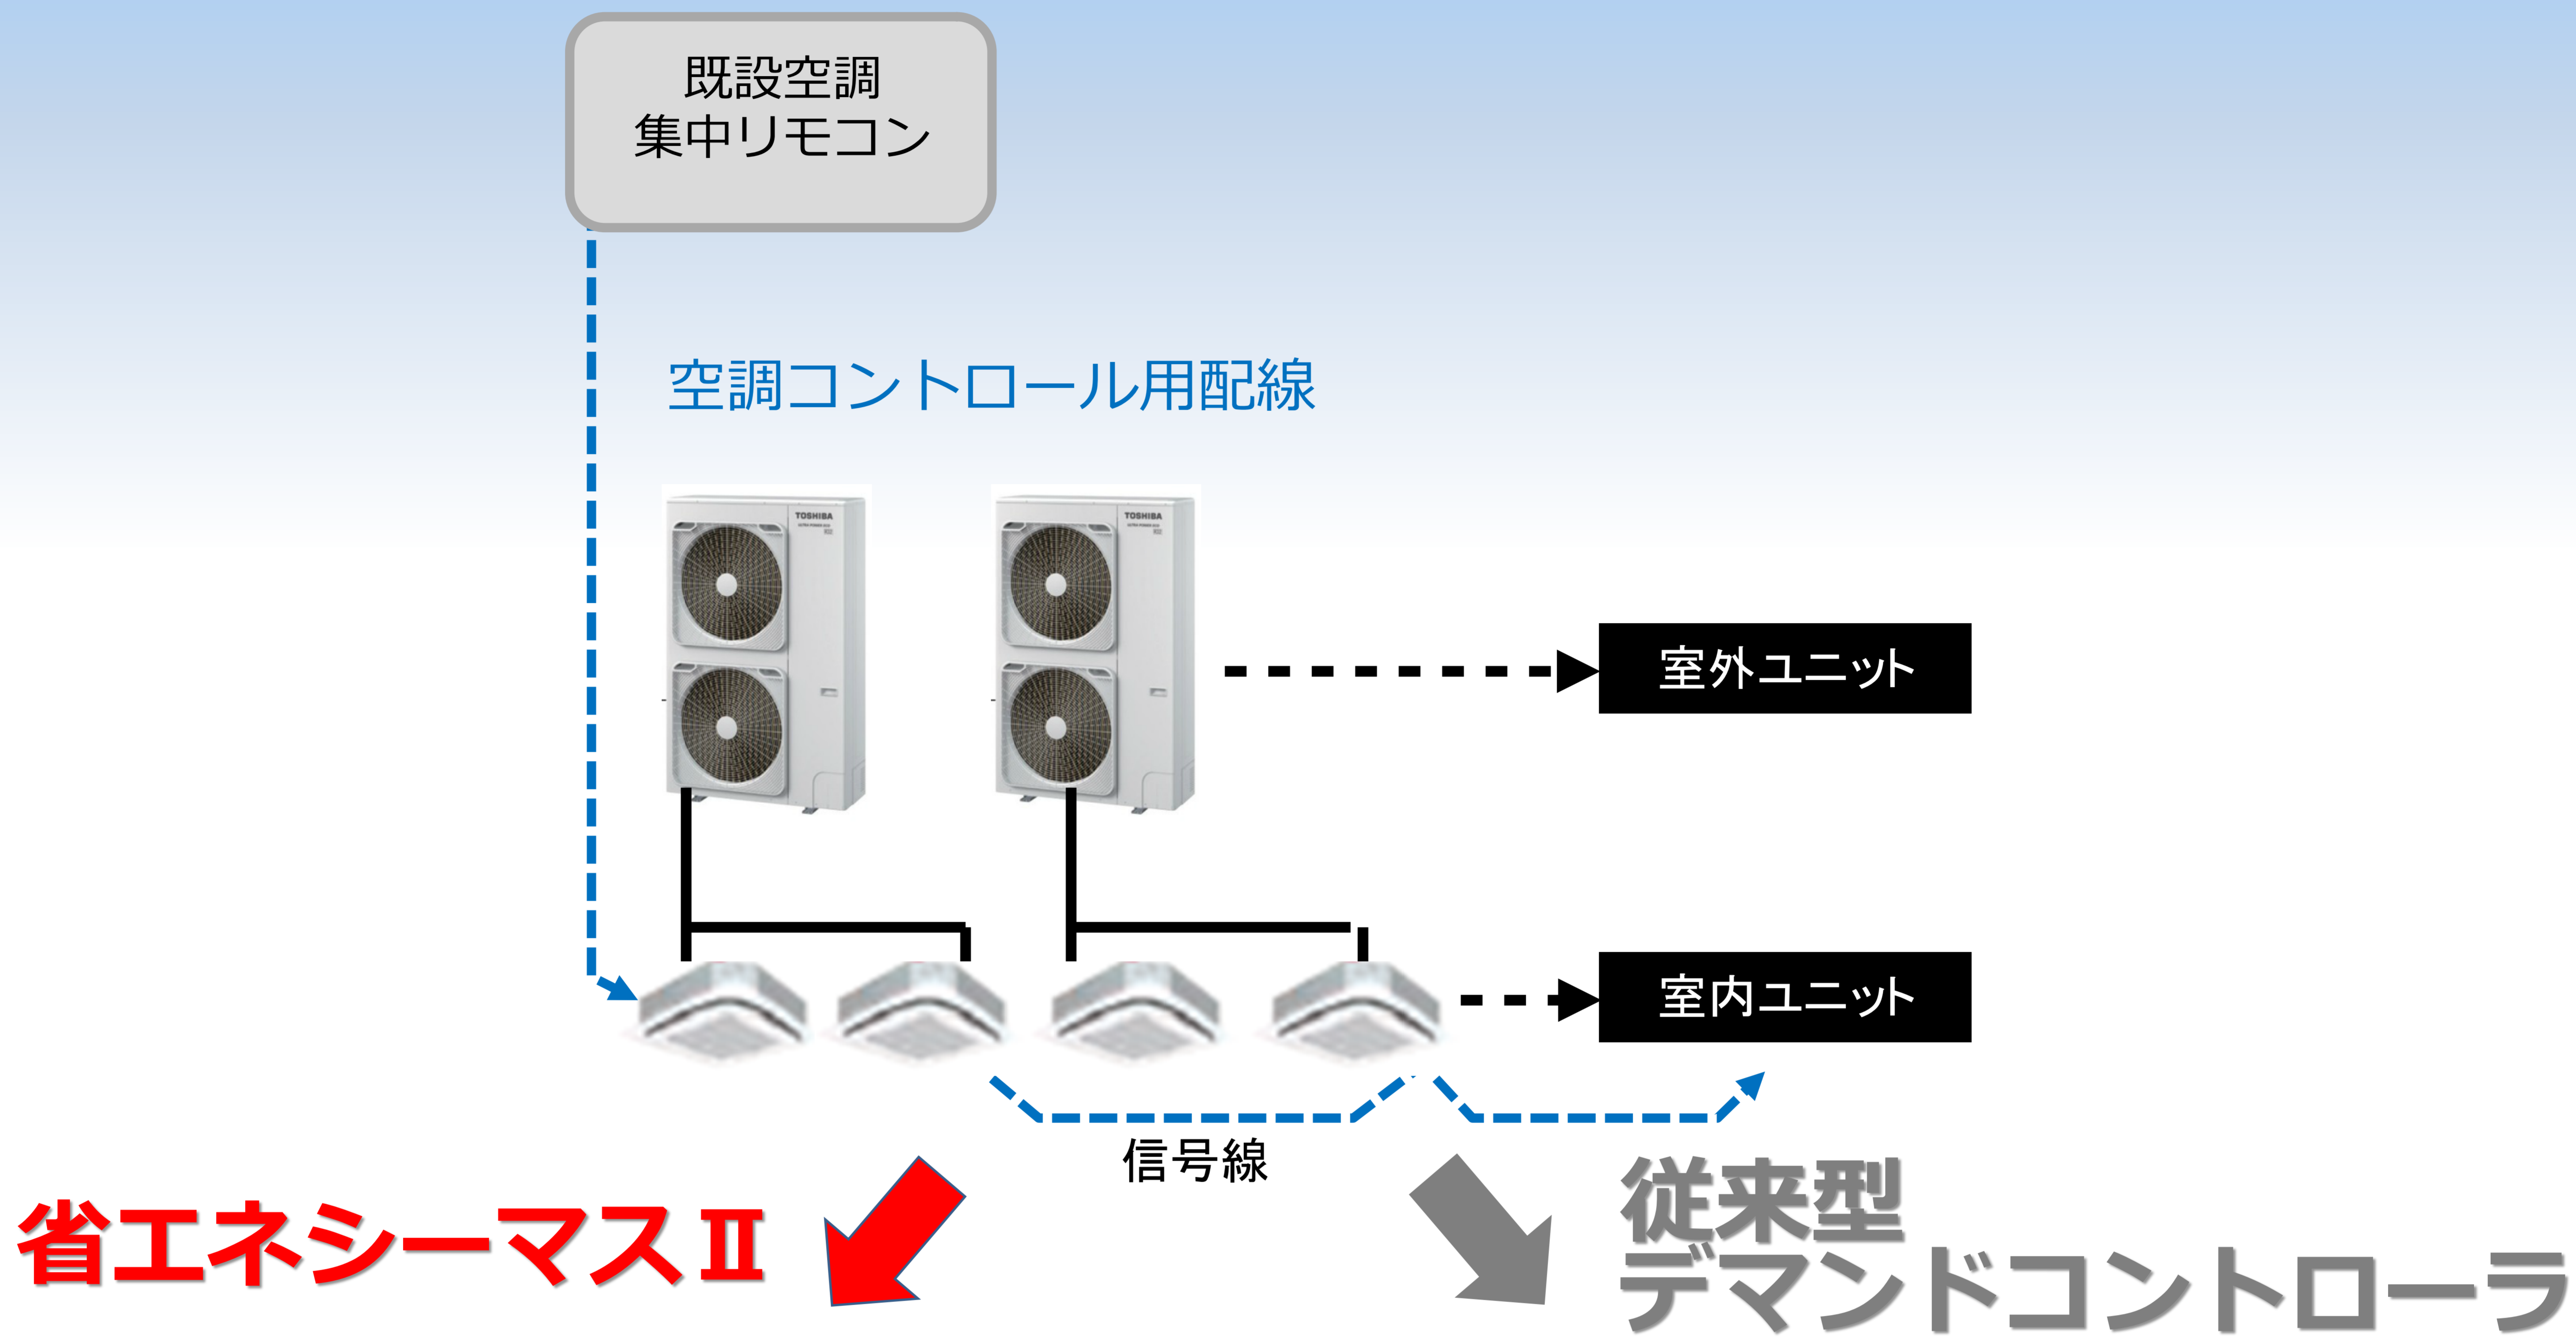 既設空調
集中リモコン
空調コントロール用配線
TOSHIBA
TOSHIBA
室外ユニット
室内ユニット
信号線
省エネシーマスⅡ
従来型
デマンドコントローラ